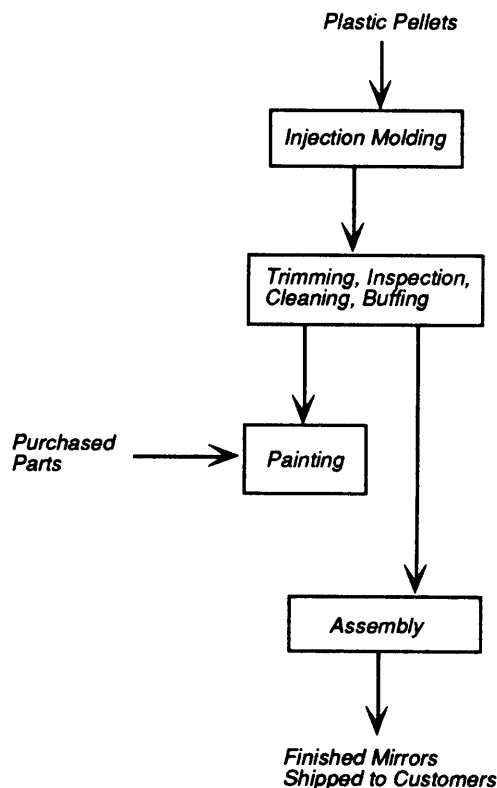 Plastic Pellets
Injection Molding
Trimming, Inspection,
Cleaning, Buffing
Purchased
Parts
Painting
Assembly
Finished Mirrors
Shipped to Customers